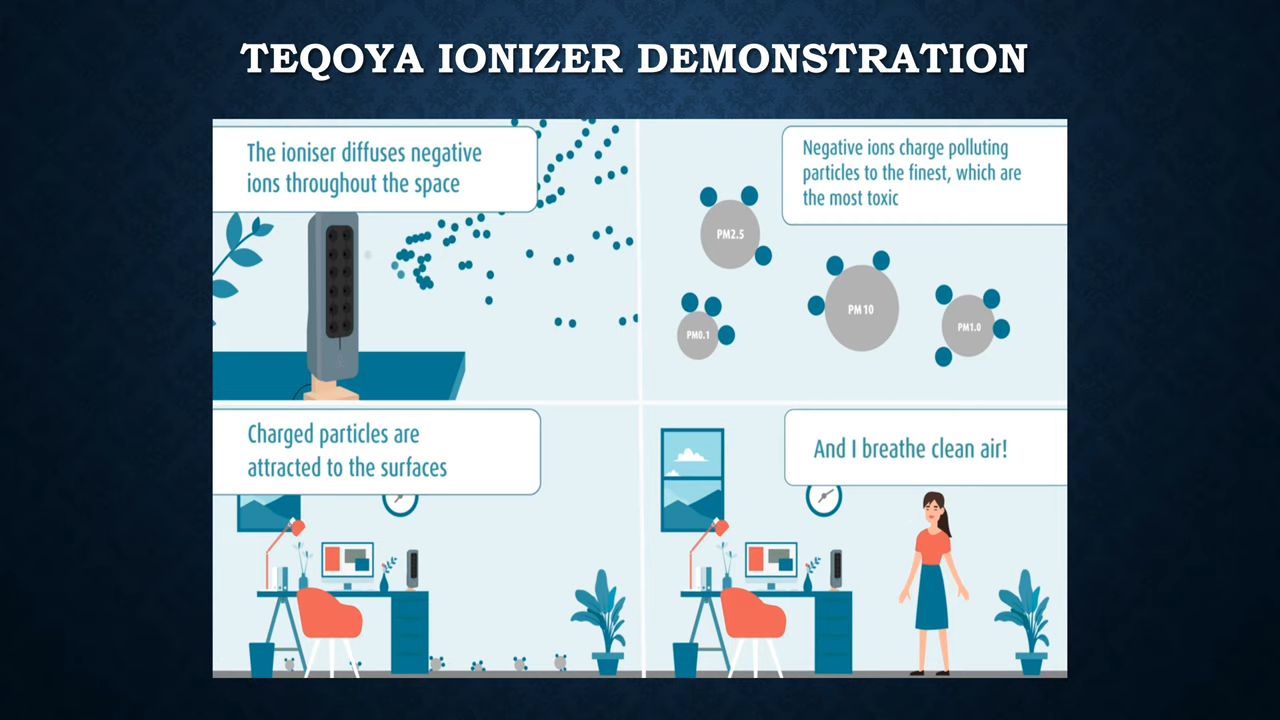 TEQOYA IONIZER DEMONSTRATION
The ioniser diffuses negative
ions throughout the space
Negative ions charge polluting
particles to the finest, which are
the most toxic
PM2.5
PM10
PM0.1
PM1.0
Charged particles are
attracted to the surfaces
And I breathe clean air!